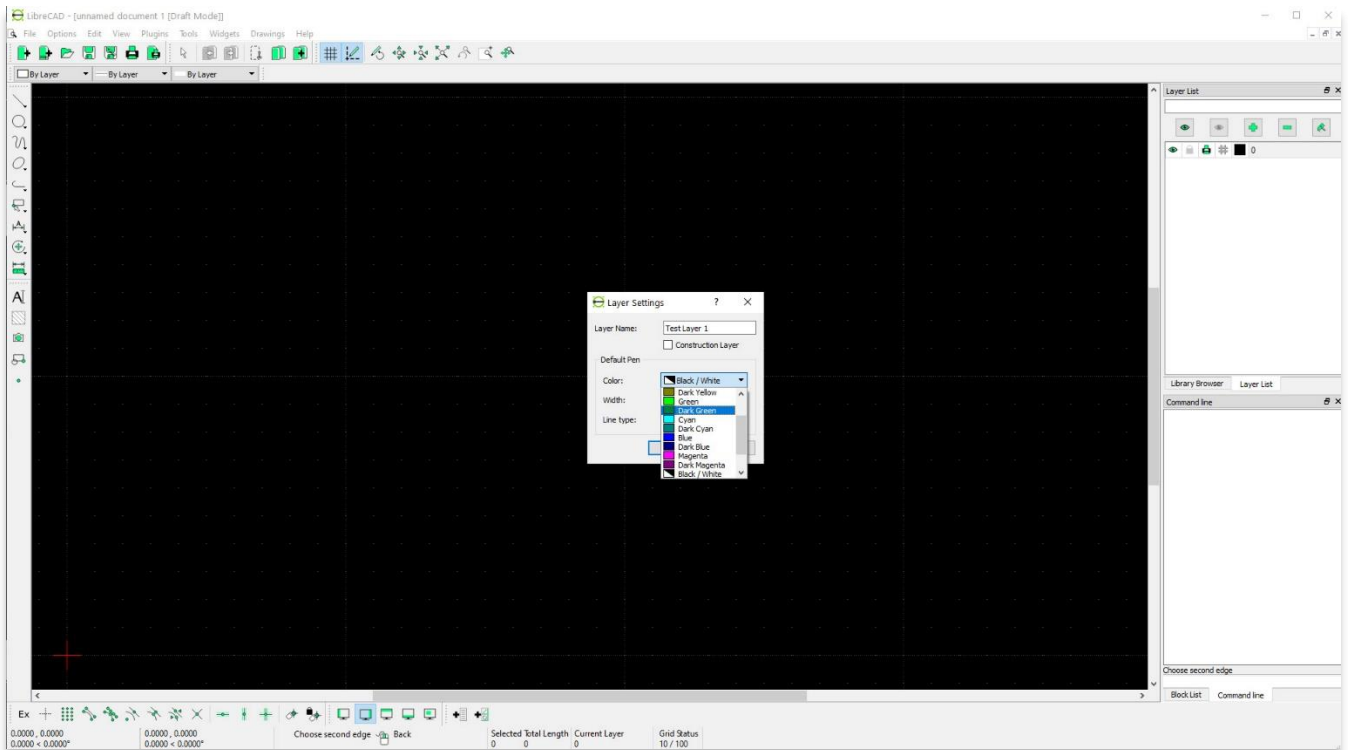 LibreCAD - [unnamed document 1 [Draft Mode]]
File Options Edit View Plugins Tools Widgets Drawings Help
By Layer By Layer By Layer
Layer List
0
Layer Settings ? ×
Layer Name: Test Layer 1
Construction Layer
Default Pen
Color: Black / White
Width:
Line type:
Dark Yellow
Green
Dark Green
Cyan
Dark Cyan
Blue
Dark Blue
Magenta
Dark Magenta
Black / White
Library Browser Layer List
Command line
Choose second edge
Block List Command line
Ex
0.0000 , 0.0000 0.0000 , 0.0000 Choose second edge Back Selected Total Length Current Layer Grid Status
0.0000 < 0.0000° 0.0000 < 0.0000° 0 0 0 10 / 100